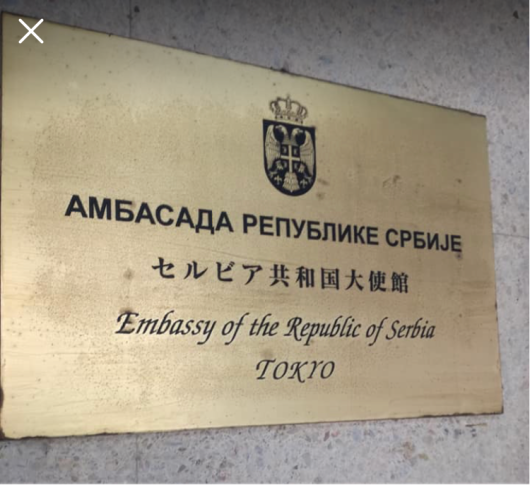 АМБАСАДА РЕПУБЛИКЕ СРБИЈЕ
セルビア共和国大使館
Embassy of the Republic of Serbia
TOKYO